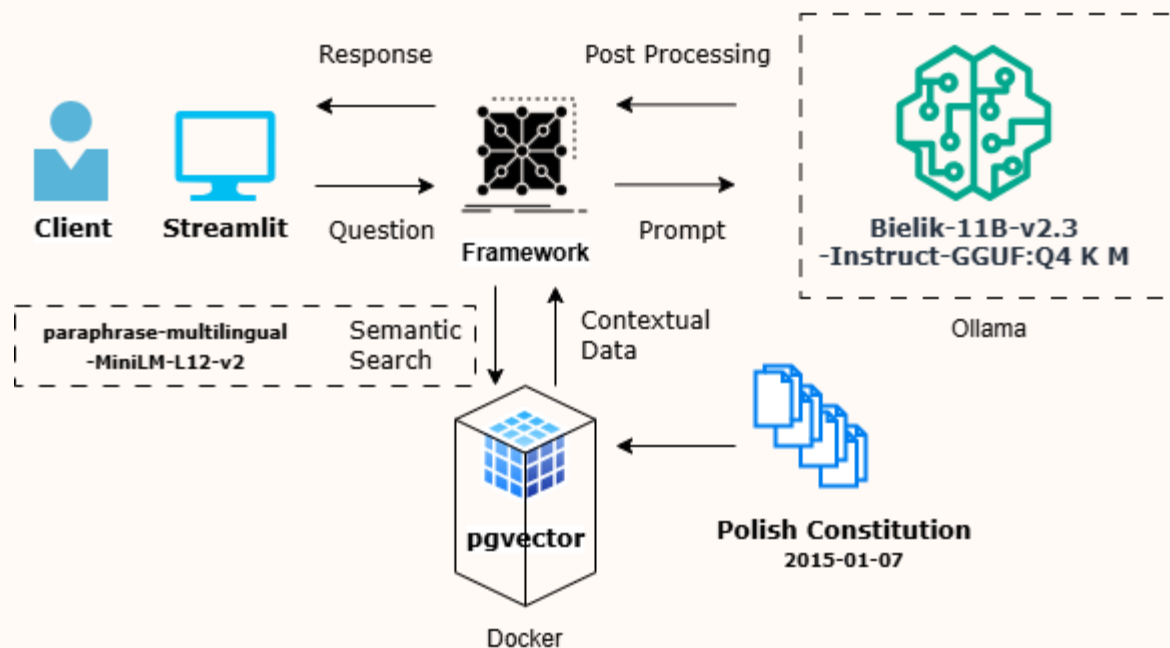 Response
Post Processing
Client
Streamlit
Question
Framework
Prompt
Bielik-11B-v2.3
-Instruct-GGUF:Q4 K M
Ollama
paraphrase-multilingual
-MiniLM-L12-v2
Semantic
Search
Contextual
Data
pgvector
Docker
Polish Constitution
2015-01-07